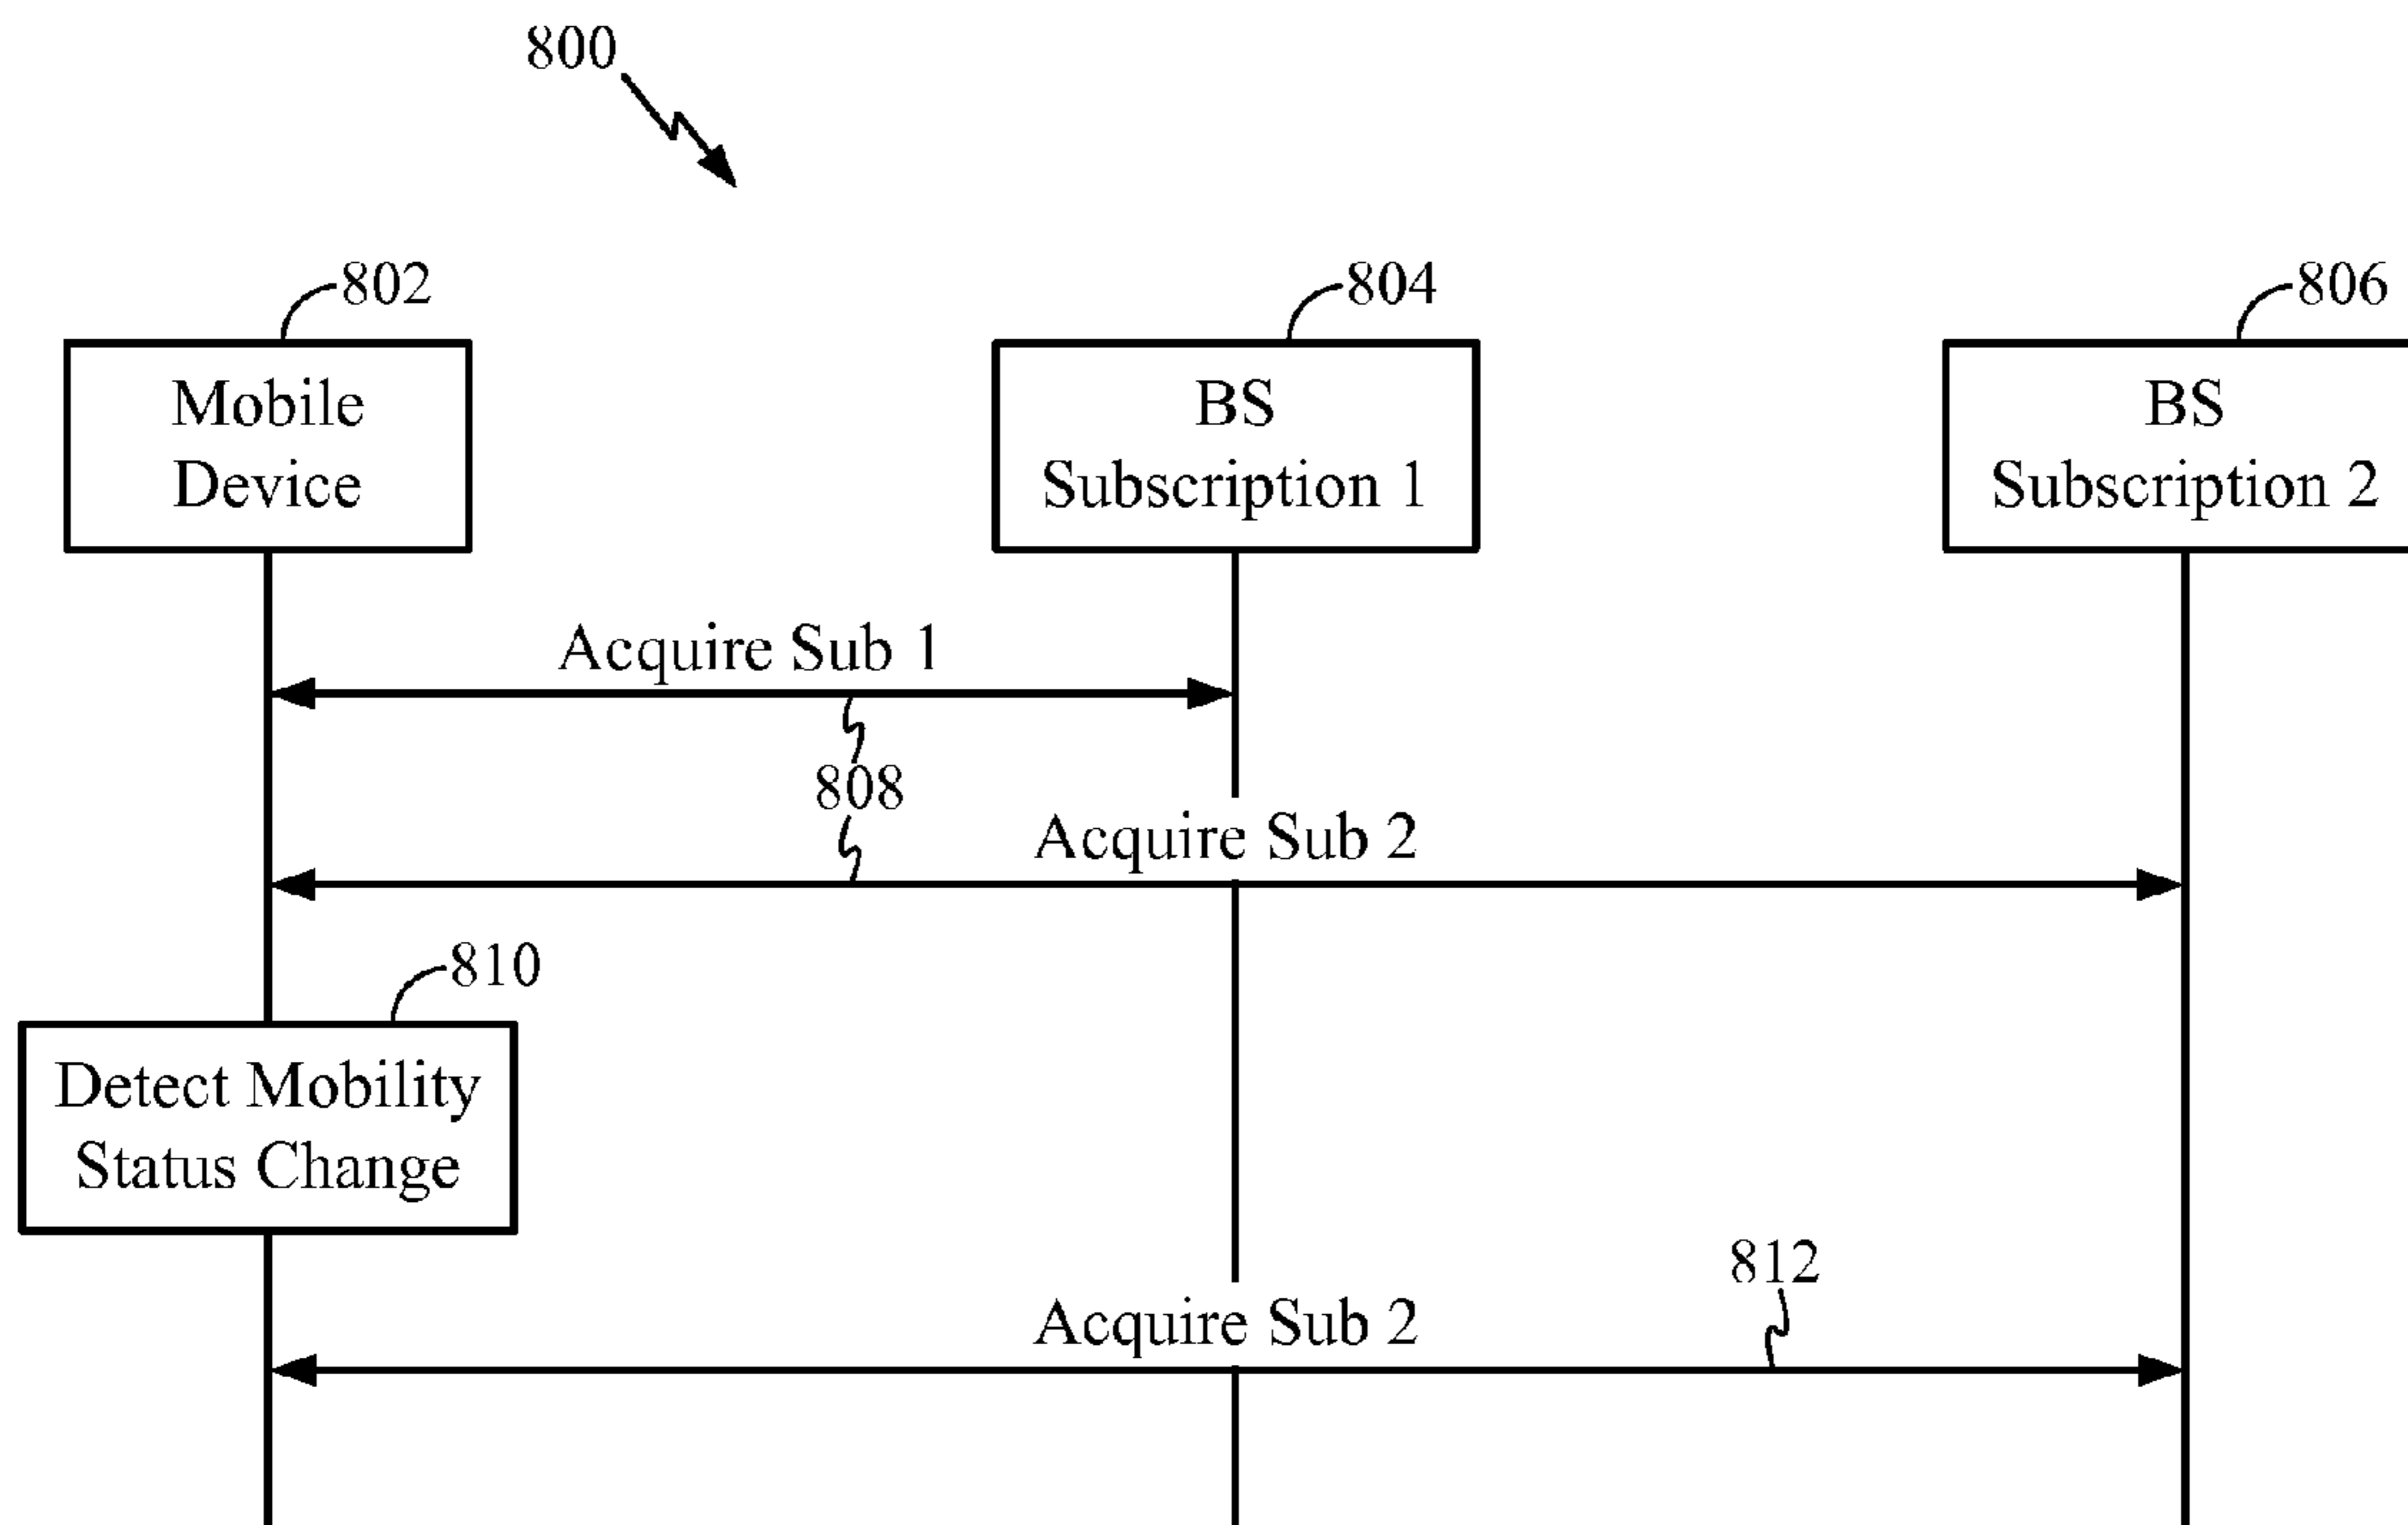 800
802
804
806
Mobile
Device
BS
Subscription 1
BS
Subscription 2
Acquire Sub 1
808
Acquire Sub 2
810
Detect Mobility
Status Change
812
Acquire Sub 2